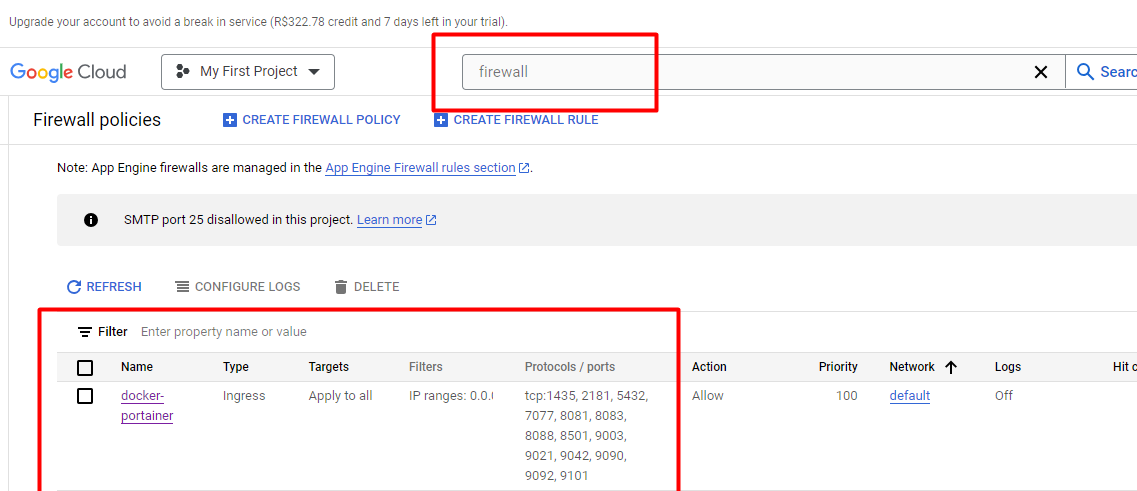 Upgrade your account to avoid a break in service (R$322.78 credit and 7 days left in your trial).
Google Cloud My First Project firewall Searc
Firewall policies CREATE FIREWALL POLICY CREATE FIREWALL RULE
Note: App Engine firewalls are managed in the App Engine Firewall rules section.
SMTP port 25 disallowed in this project. Learn more
REFRESH CONFIGURE LOGS DELETE
Filter Enter property name or value
Name Type Targets Filters Protocols / ports Action Priority Network Logs Hit c
docker- Ingress Apply to all IP ranges: 0.0.0 tcp:1435, 2181, 5432, Allow 100 default Off
portainer 7077, 8081, 8083,
8088, 8501, 9003,
9021, 9042, 9090,
9092, 9101